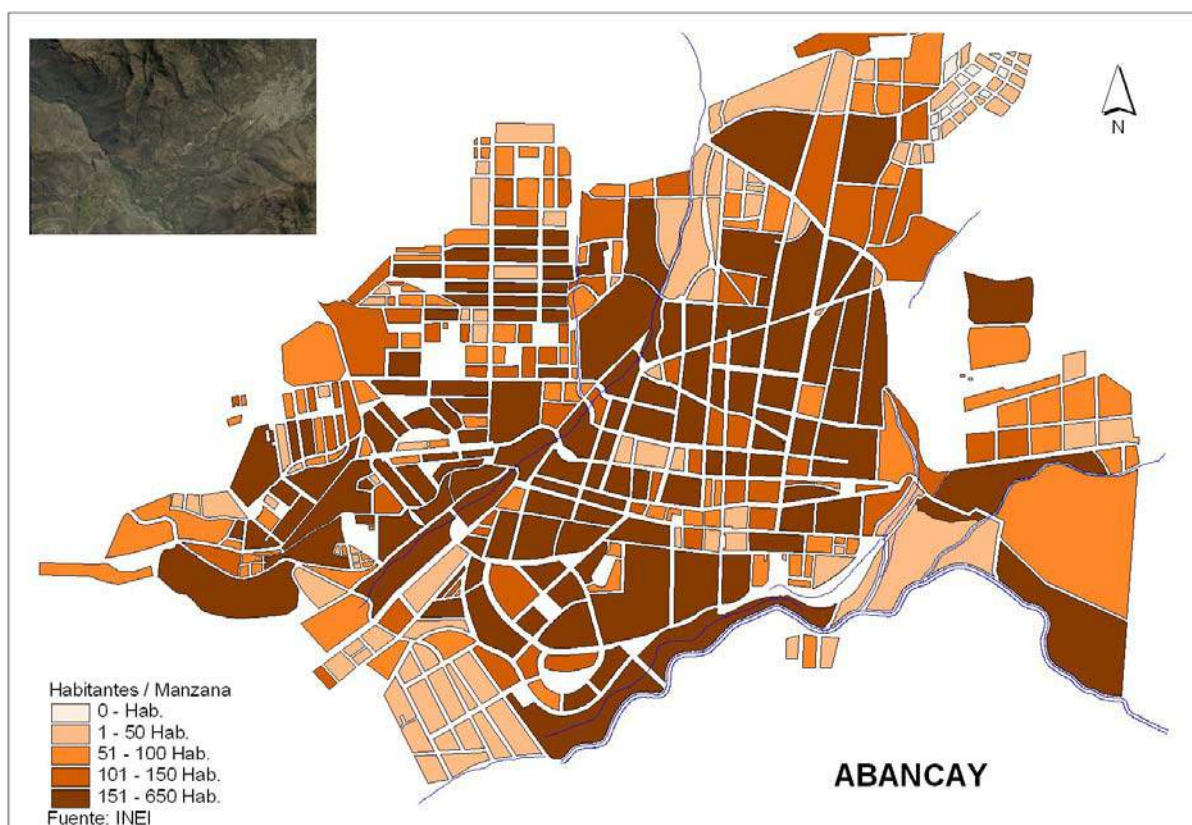 N
Habitantes / Manzana
0 - Hab.
1 - 50 Hab.
51 - 100 Hab.
101 - 150 Hab.
151 - 650 Hab.
Fuente: INEI
ABANCAY